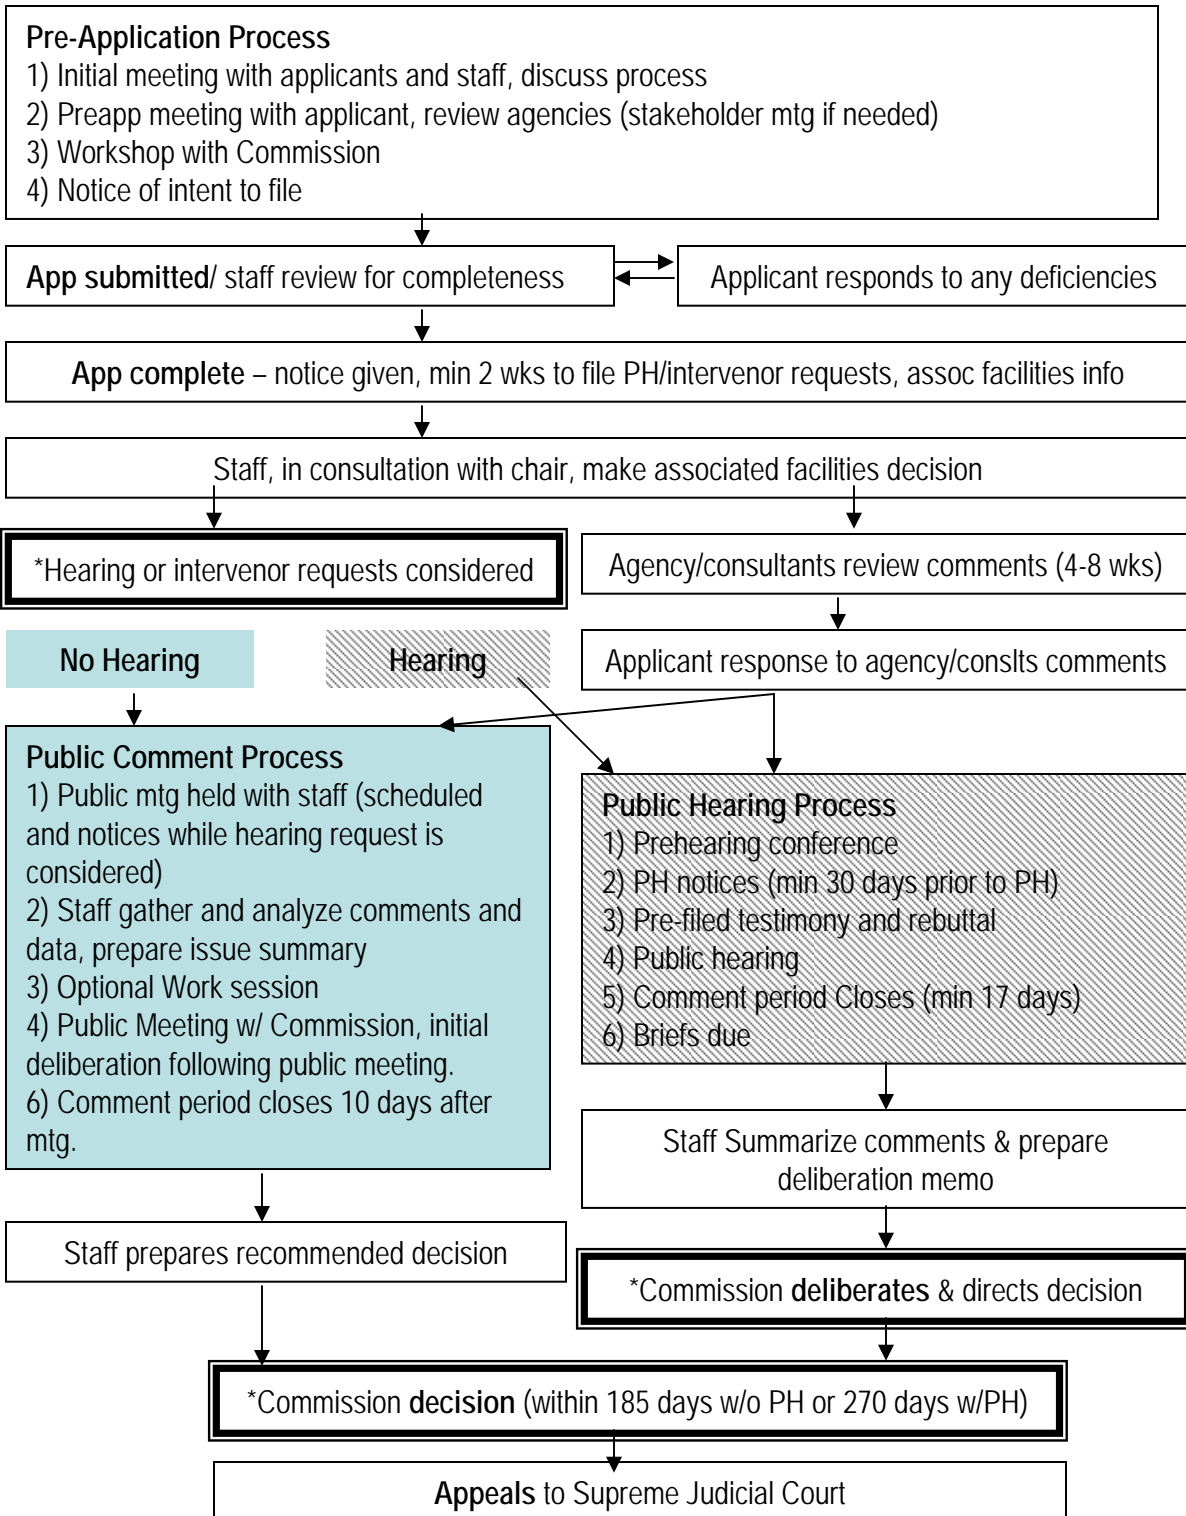 Pre-Application Process
1) Initial meeting with applicants and staff, discuss process
2) Preapp meeting with applicant, review agencies (stakeholder mtg if needed)
3) Workshop with Commission
4) Notice of intent to file
App submitted/ staff review for completeness
Applicant responds to any deficiencies
App complete – notice given, min 2 wks to file PH/intervenor requests, assoc facilities info
Staff, in consultation with chair, make associated facilities decision
*Hearing or intervenor requests considered
Agency/consultants review comments (4-8 wks)
No Hearing
Hearing
Applicant response to agency/conslts comments
Public Comment Process
1) Public mtg held with staff (scheduled
and notices while hearing request is
considered)
2) Staff gather and analyze comments and
data, prepare issue summary
3) Optional Work session
4) Public Meeting w/ Commission, initial
deliberation following public meeting.
6) Comment period closes 10 days after
mtg.
Public Hearing Process
1) Prehearing conference
2) PH notices (min 30 days prior to PH)
3) Pre-filed testimony and rebuttal
4) Public hearing
5) Comment period Closes (min 17 days)
6) Briefs due
Staff Summarize comments & prepare
deliberation memo
Staff prepares recommended decision
*Commission deliberates & directs decision
*Commission decision (within 185 days w/o PH or 270 days w/PH)
Appeals to Supreme Judicial Court